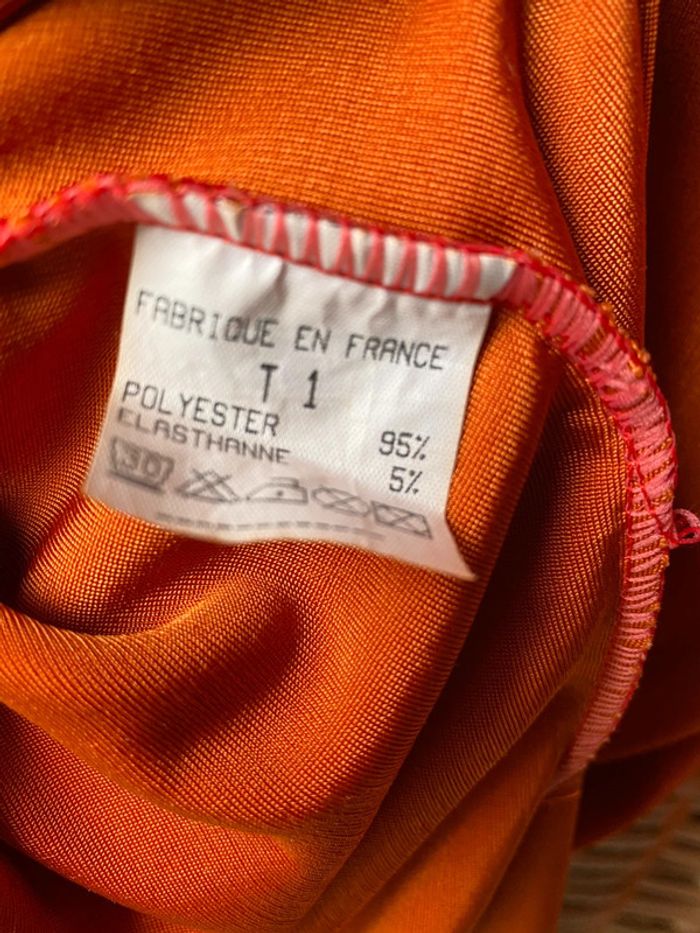 FABRIQUE EN FRANCE
T 1
POLYESTER 95%
ELASTHANNE 5%
30